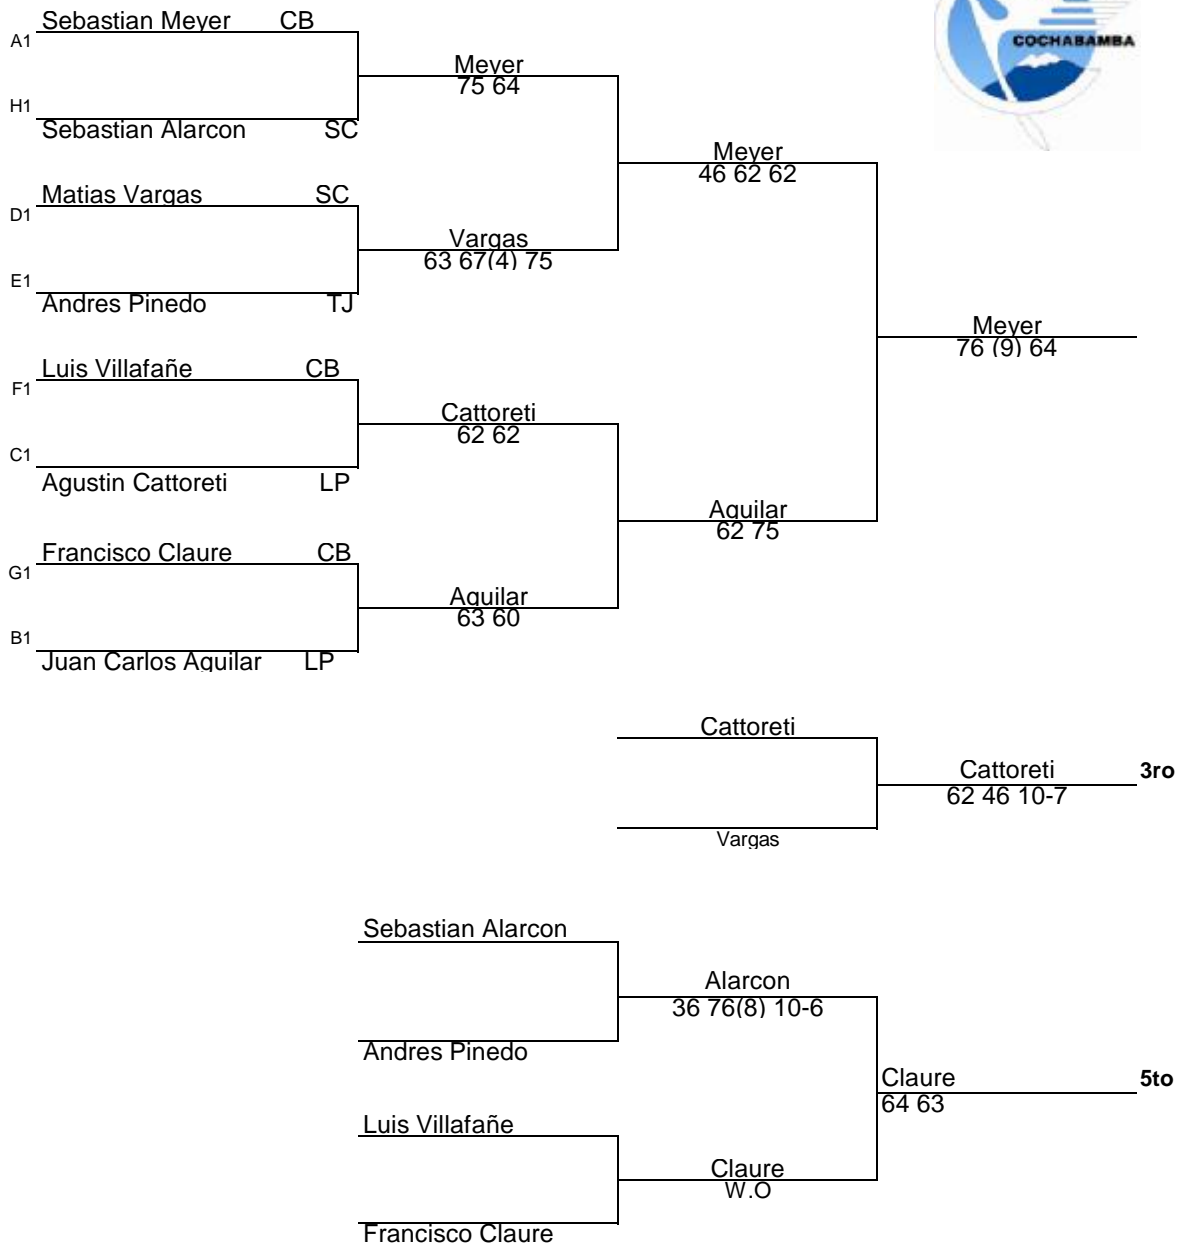 Sebastian Meyer CB
COCHABAMBA
A1
Meyer
75 64
H1
Sebastian Alarcon SC
Meyer
46 62 62
Matias Vargas SC
D1
Vargas
63 67(4) 75
E1
Andres Pinedo TJ
Meyer
76 (9) 64
Luis Villafañe CB
F1
Cattoreti
62 62
C1
Agustin Cattoreti LP
Aguilar
62 75
Francisco Claure CB
G1
Aguilar
63 60
B1
Juan Carlos Aguilar LP
Cattoreti
Cattoreti 3ro
62 46 10-7
Vargas
Sebastian Alarcon
Alarcon
36 76(8) 10-6
Andres Pinedo
Claure 5to
64 63
Luis Villafañe
Claure
W.O
Francisco Claure